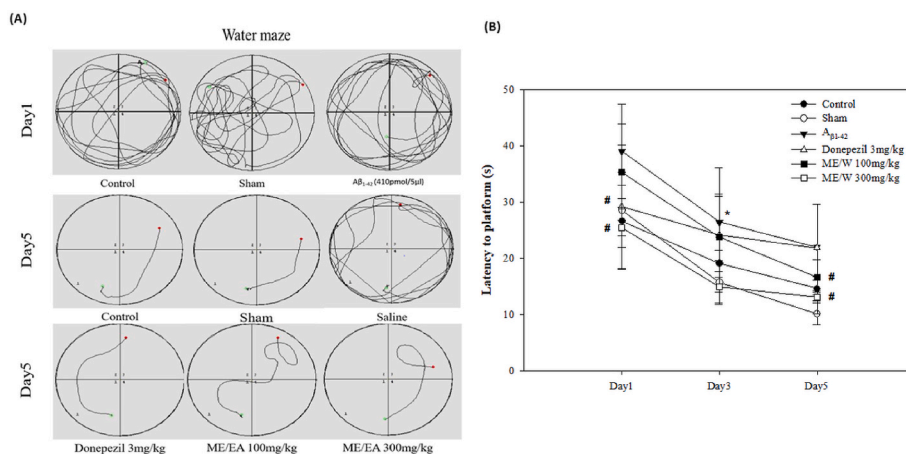 (A)
Water maze
Day1
Control
Sham
Aβ₁₋₄₂ (410pmol/5µl)
Day5
Control
Sham
Saline
Day5
Donepezil 3mg/kg
ME/EA 100mg/kg
ME/EA 300mg/kg
(B)
Latency to platform (s)
50
40
30
20
10
0
Day1
Day3
Day5
Control
Sham
Aβ1-42
Donepezil 3mg/kg
ME/W 100mg/kg
ME/W 300mg/kg
#
#
*
#
#